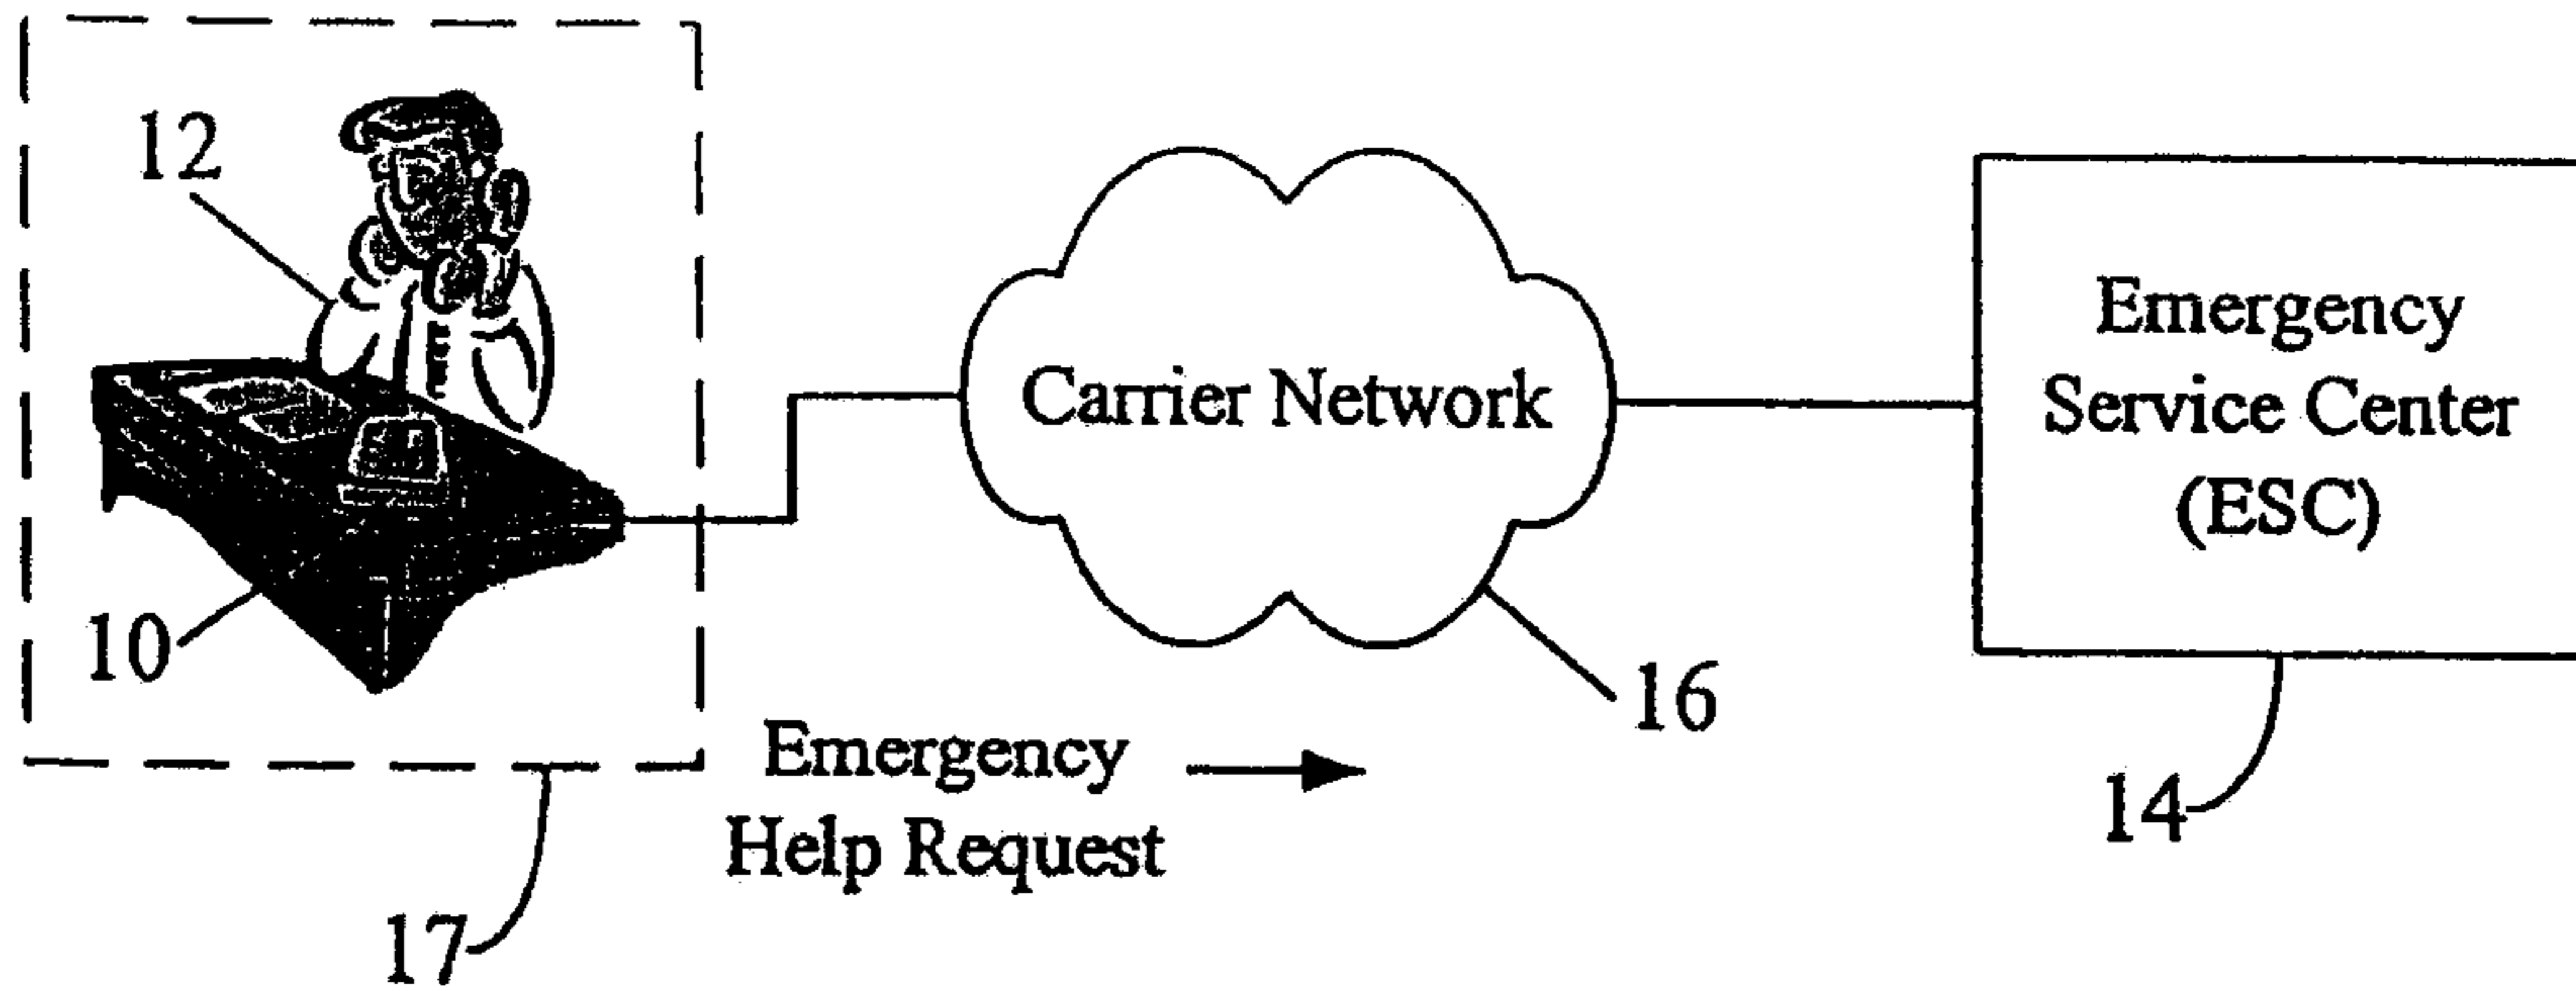 12
10
17
Emergency
Help Request
Carrier Network
16
Emergency
Service Center
(ESC)
14